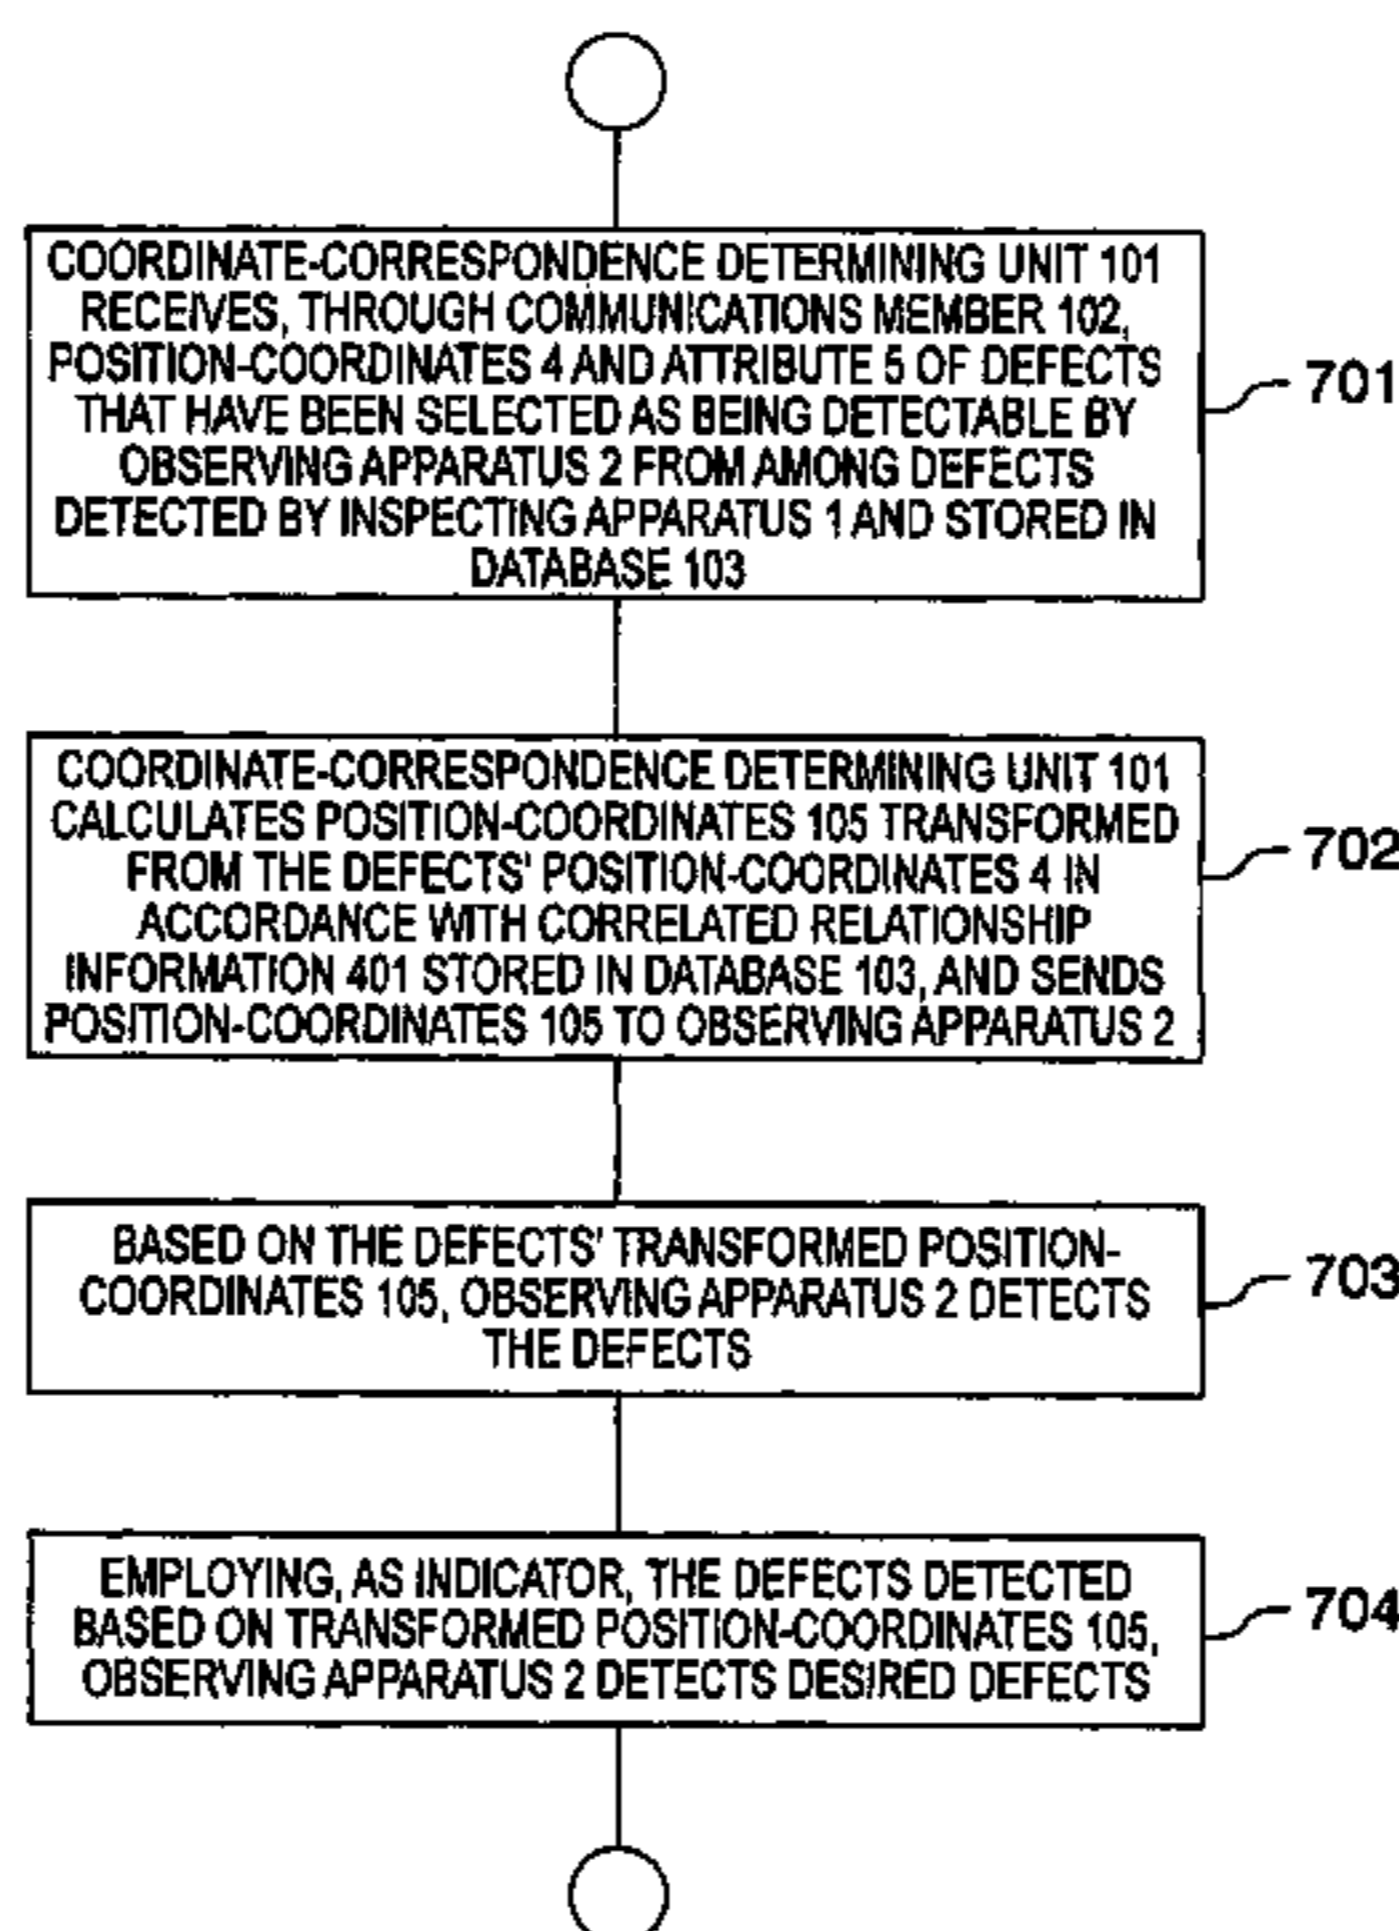 COORDINATE-CORRESPONDENCE DETERMINING UNIT 101
RECEIVES, THROUGH COMMUNICATIONS MEMBER 102,
POSITION-COORDINATES 4 AND ATTRIBUTE 5 OF DEFECTS
THAT HAVE BEEN SELECTED AS BEING DETECTABLE BY
OBSERVING APPARATUS 2 FROM AMONG DEFECTS
DETECTED BY INSPECTING APPARATUS 1 AND STORED IN
DATABASE 103
701
COORDINATE-CORRESPONDENCE DETERMINING UNIT 101
CALCULATES POSITION-COORDINATES 105 TRANSFORMED
FROM THE DEFECTS' POSITION-COORDINATES 4 IN
ACCORDANCE WITH CORRELATED RELATIONSHIP
INFORMATION 401 STORED IN DATABASE 103, AND SENDS
POSITION-COORDINATES 105 TO OBSERVING APPARATUS 2
702
BASED ON THE DEFECTS' TRANSFORMED POSITION-
COORDINATES 105, OBSERVING APPARATUS 2 DETECTS
THE DEFECTS
703
EMPLOYING, AS INDICATOR, THE DEFECTS DETECTED
BASED ON TRANSFORMED POSITION-COORDINATES 105,
OBSERVING APPARATUS 2 DETECTS DESIRED DEFECTS
704